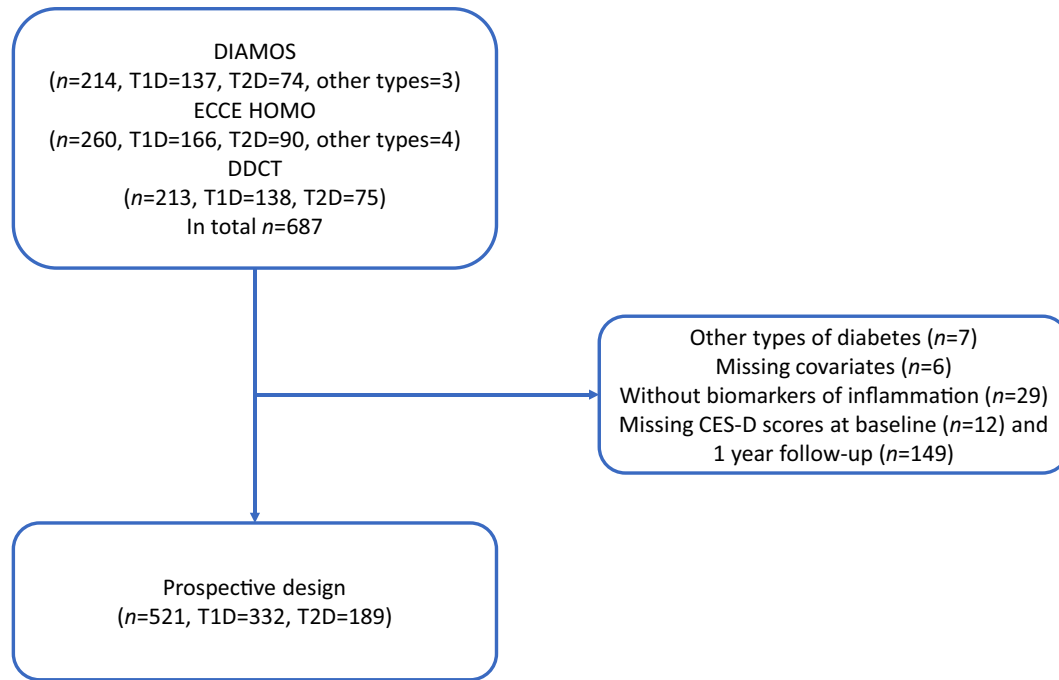 DIAMOS
(n=214, T1D=137, T2D=74, other types=3)
ECCE HOMO
(n=260, T1D=166, T2D=90, other types=4)
DDCT
(n=213, T1D=138, T2D=75)
In total n=687
Other types of diabetes (n=7)
Missing covariates (n=6)
Without biomarkers of inflammation (n=29)
Missing CES-D scores at baseline (n=12) and
1 year follow-up (n=149)
Prospective design
(n=521, T1D=332, T2D=189)